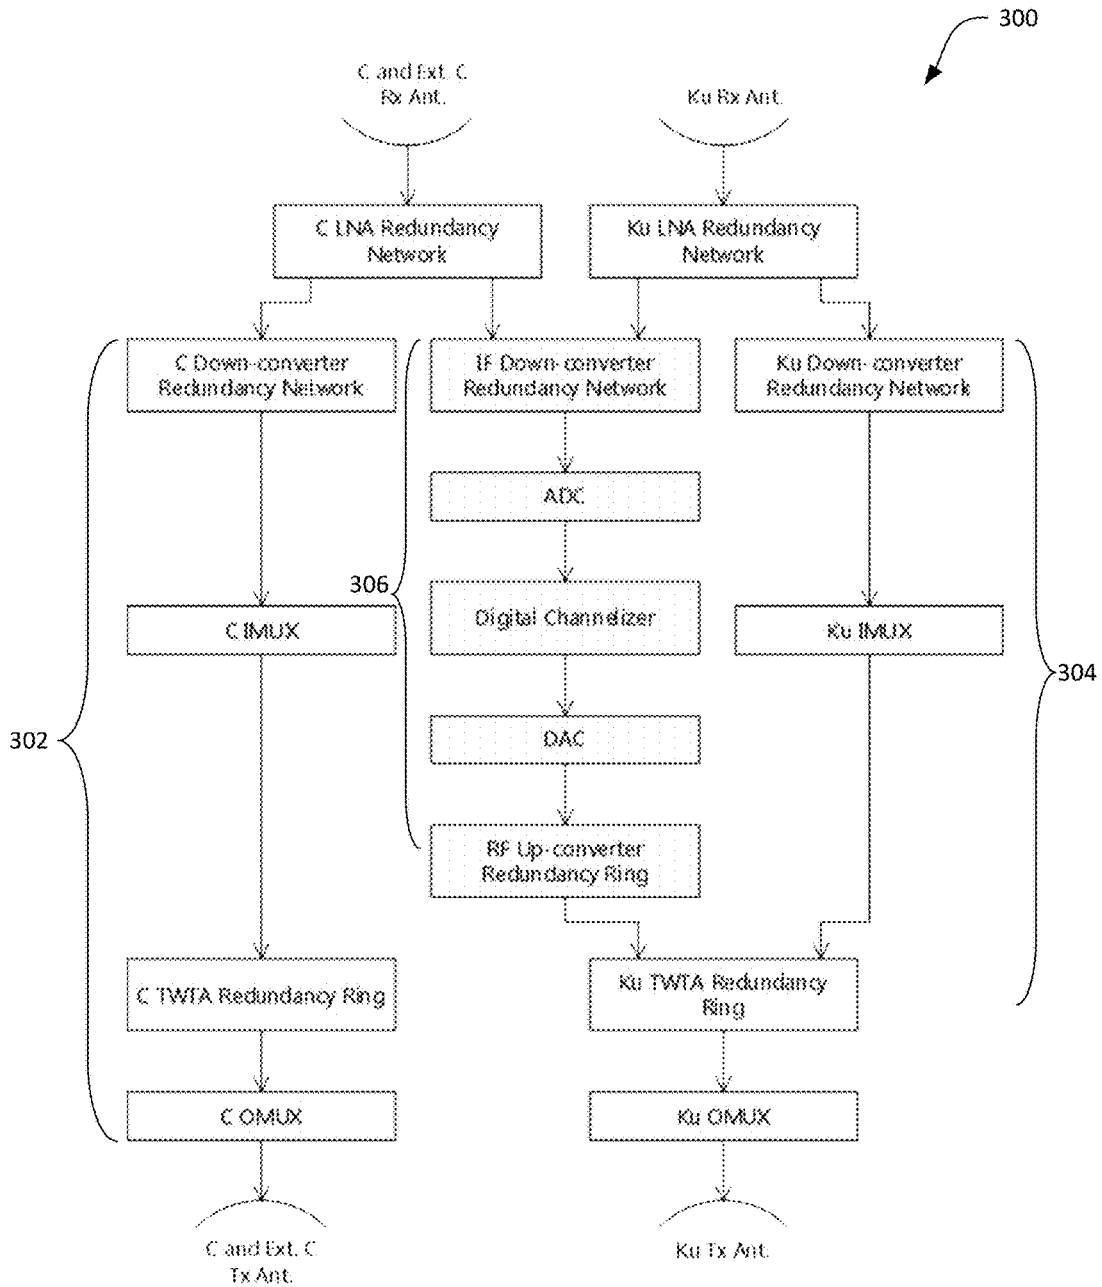 300
C and Ext. C
Rx Ant.
Ku Rx Ant.
C LNA Redundancy
Network
Ku LNA Redundancy
Network
C Down-converter
Redundancy Network
IF Down-converter
Redundancy Network
Ku Down-converter
Redundancy Network
ADC
306
Digital Channelizer
C IMUX
Ku IMUX
304
302
DAC
RF Up-converter
Redundancy Ring
C TWTA Redundancy Ring
Ku TWTA Redundancy
Ring
C OMUX
Ku OMUX
C and Ext. C
Tx Ant.
Ku Tx Ant.